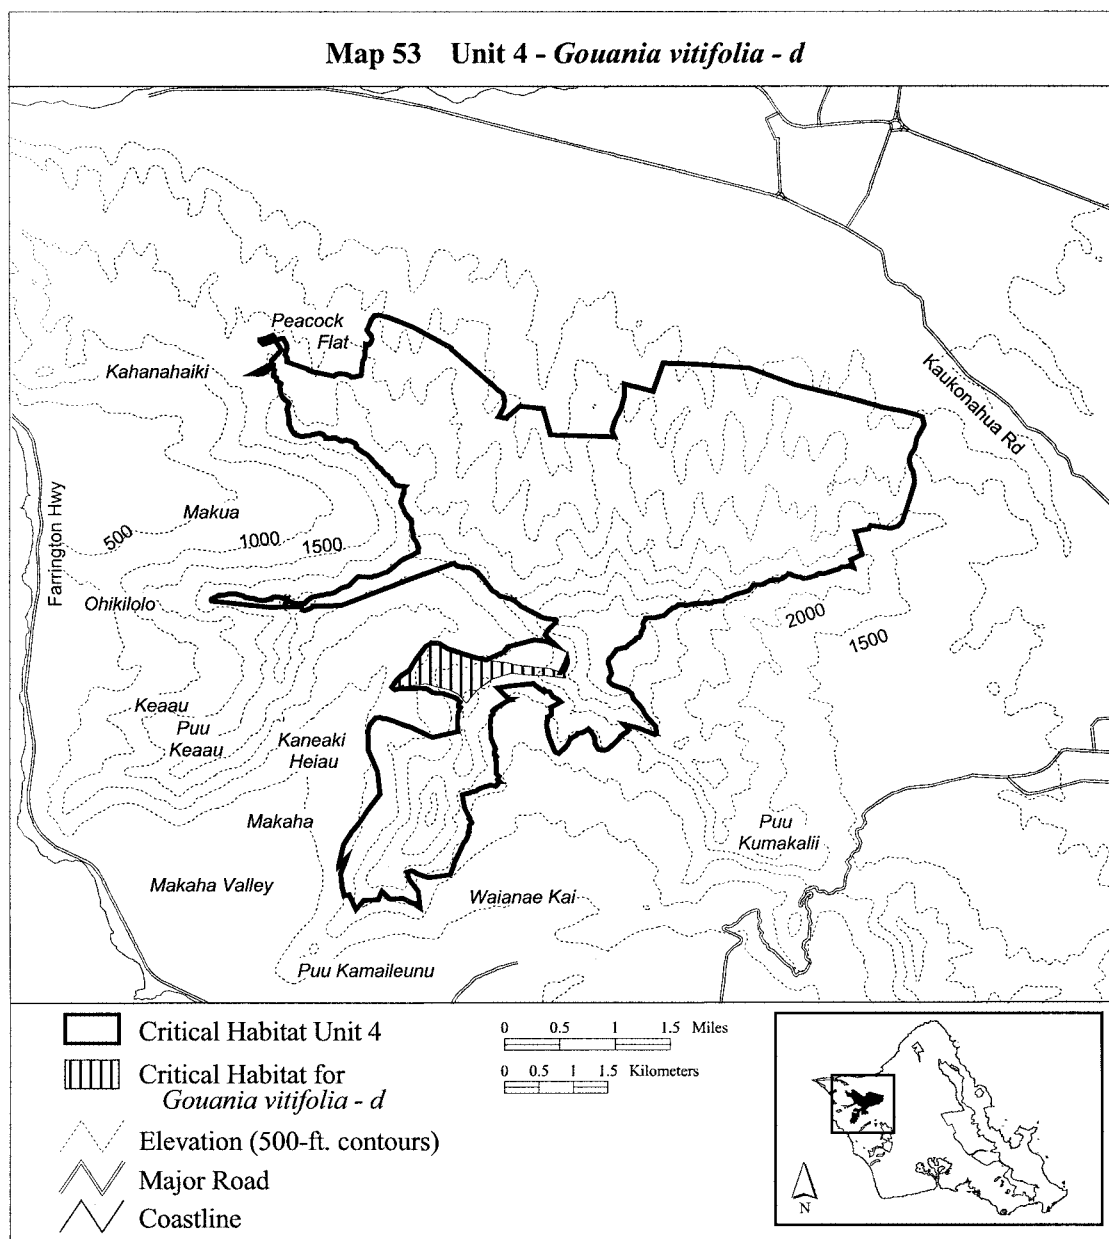 Map 53 Unit 4 - Gouania vitifolia - d
Peacock
Flat
Kahanahaiki
Kaukonahua Rd
Farrington Hwy
Makua
500
1000
1500
Ohikilolo
2000
1500
Keaau
Puu
Keaau
Kaneaki
Heiau
Makaha
Puu
Kumakalii
Makaha Valley
Waianae Kai
Puu Kamaileunu
Critical Habitat Unit 4
Critical Habitat for
Gouania vitifolia - d
Elevation (500-ft. contours)
Major Road
Coastline
0 0.5 1 1.5 Miles
0 0.5 1 1.5 Kilometers
N